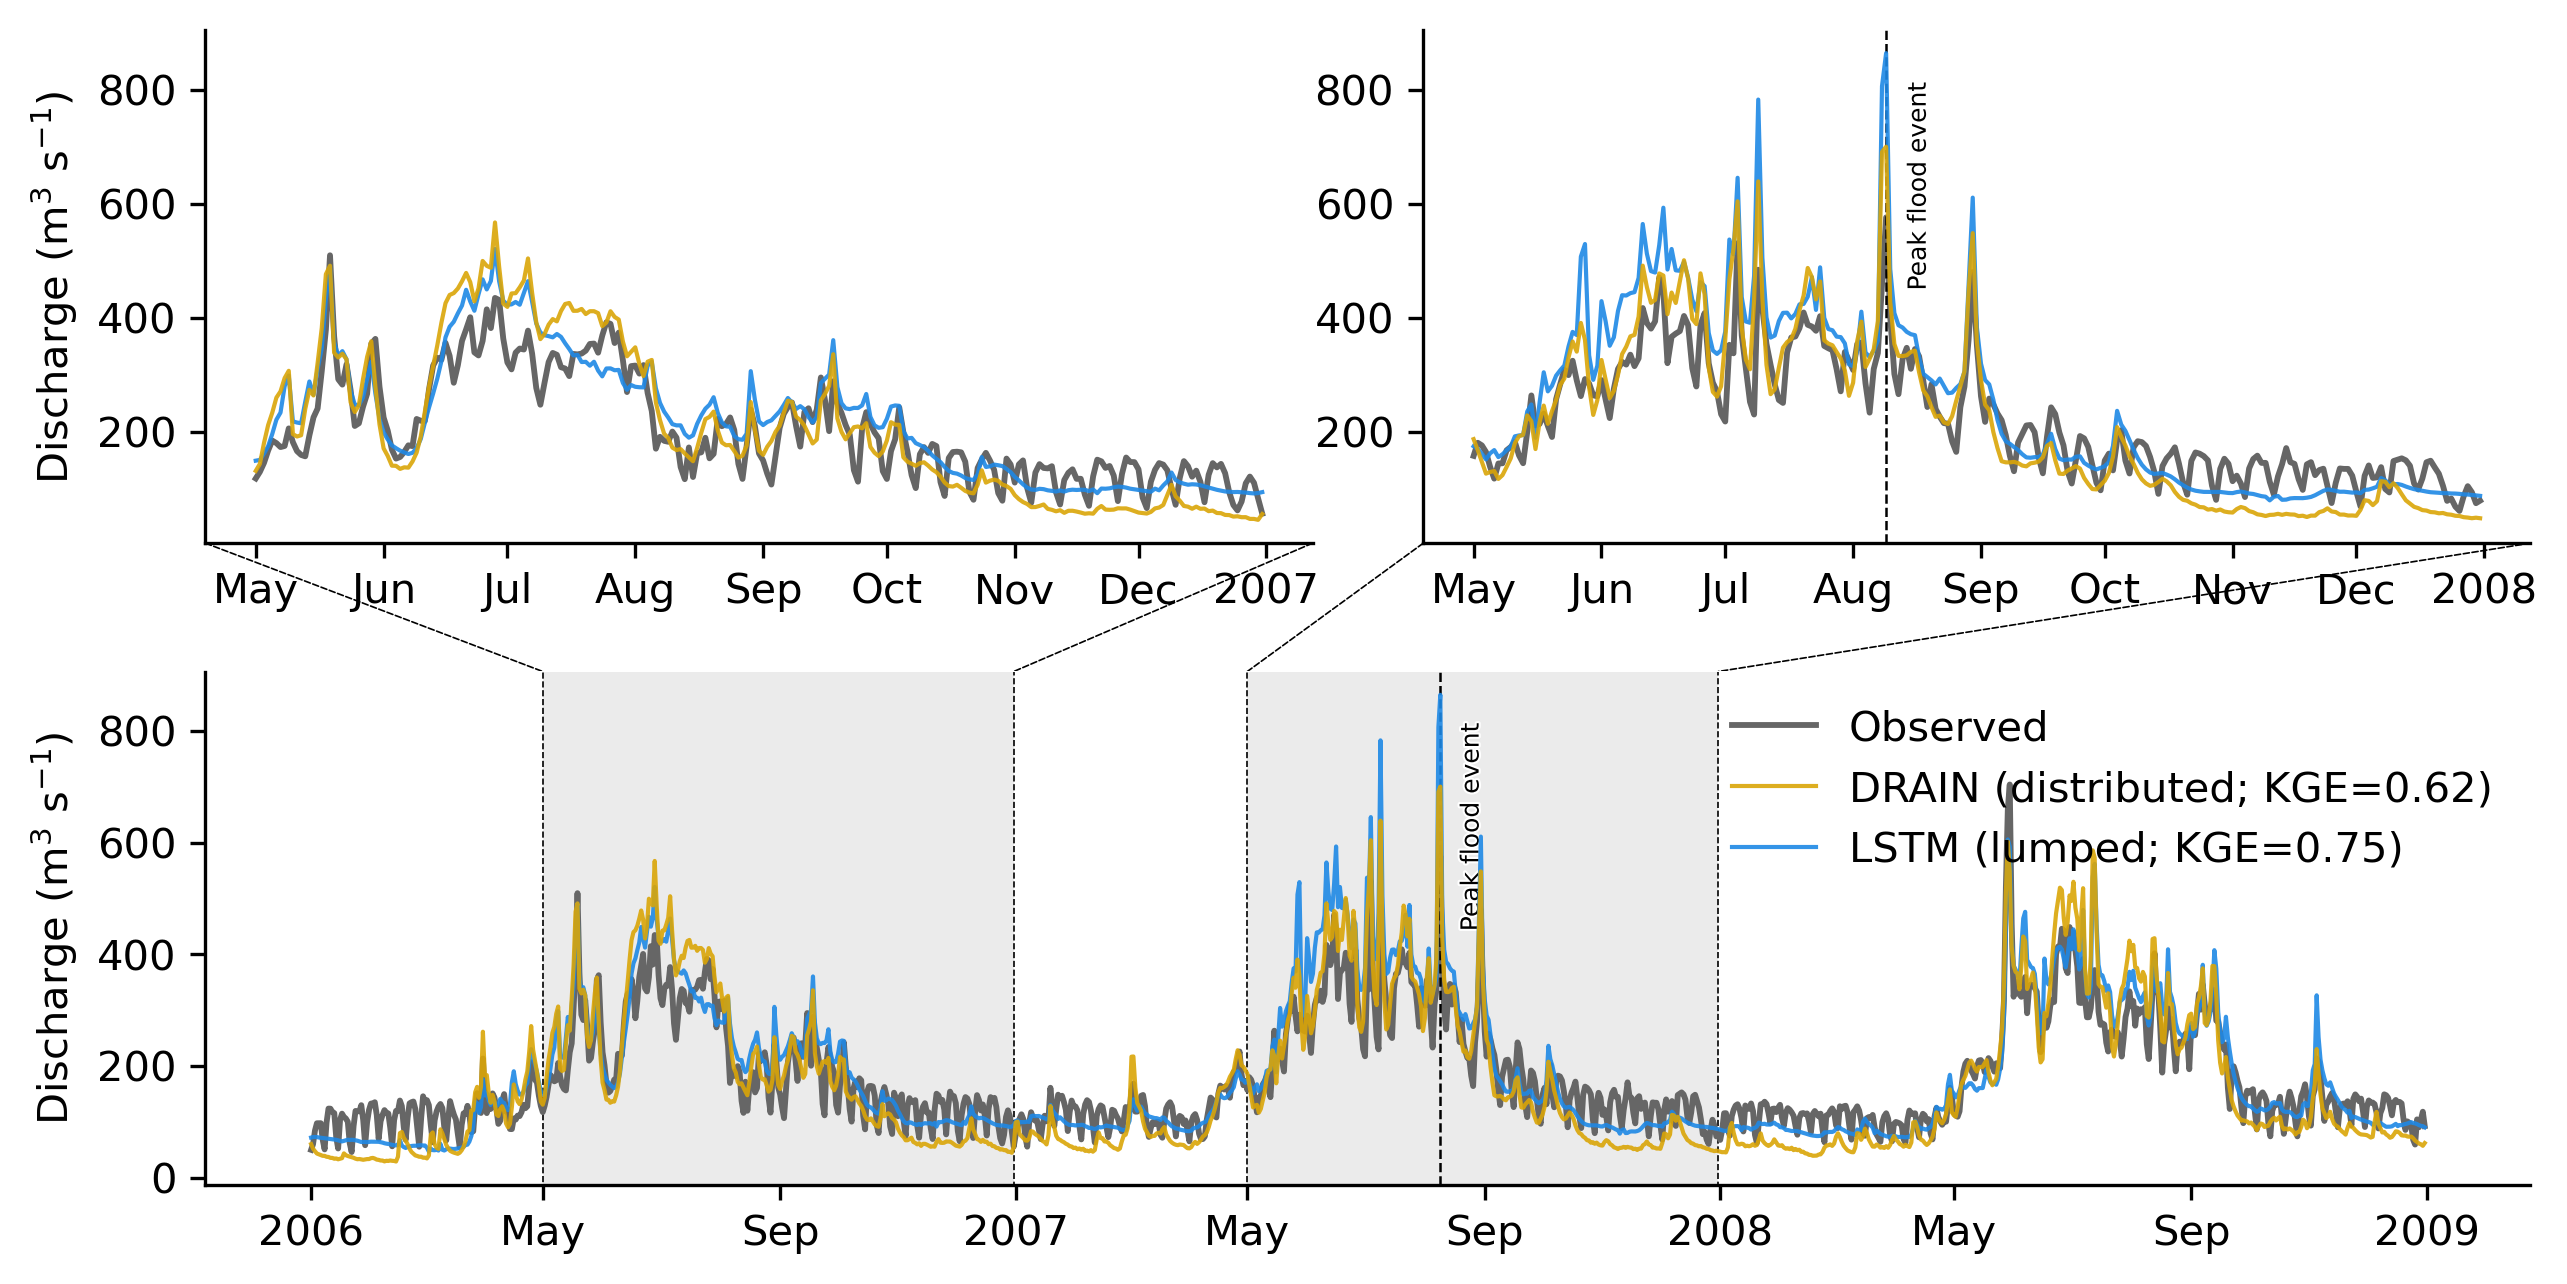 Discharge (m³ s⁻¹)
800
600
400
200
May Jun Jul Aug Sep Oct Nov Dec 2007
800
600
400
200
Peak flood event
May Jun Jul Aug Sep Oct Nov Dec 2008
Discharge (m³ s⁻¹)
800
600
400
200
0
Peak flood event
Observed
DRAIN (distributed; KGE=0.62)
LSTM (lumped; KGE=0.75)
2006 May Sep 2007 May Sep 2008 May Sep 2009